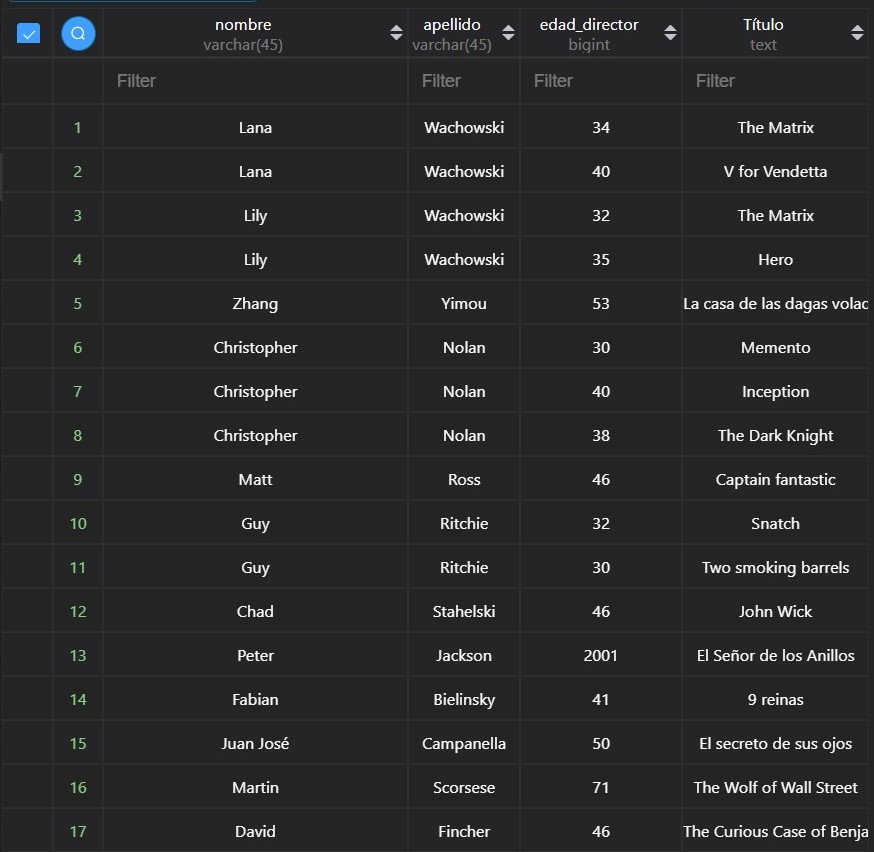 nombre apellido edad_director Título
varchar(45) varchar(45) bigint text
Filter Filter Filter Filter
1 Lana Wachowski 34 The Matrix
2 Lana Wachowski 40 V for Vendetta
3 Lily Wachowski 32 The Matrix
4 Lily Wachowski 35 Hero
5 Zhang Yimou 53 La casa de las dagas volac
6 Christopher Nolan 30 Memento
7 Christopher Nolan 40 Inception
8 Christopher Nolan 38 The Dark Knight
9 Matt Ross 46 Captain fantastic
10 Guy Ritchie 32 Snatch
11 Guy Ritchie 30 Two smoking barrels
12 Chad Stahelski 46 John Wick
13 Peter Jackson 2001 El Señor de los Anillos
14 Fabian Bielinsky 41 9 reinas
15 Juan José Campanella 50 El secreto de sus ojos
16 Martin Scorsese 71 The Wolf of Wall Street
17 David Fincher 46 The Curious Case of Benja